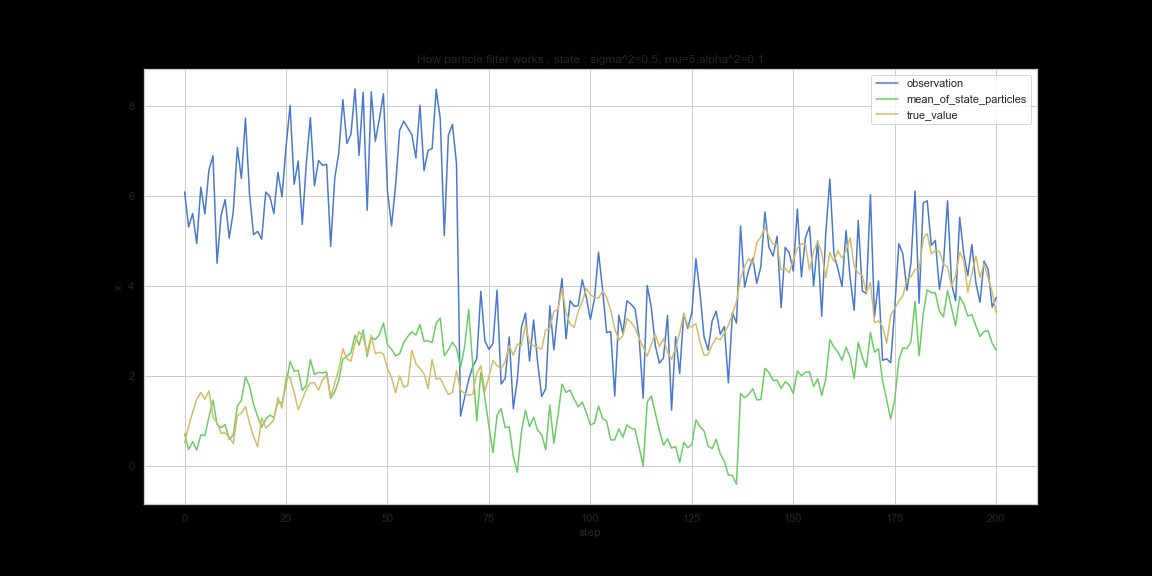 How particle filter works , state : sigma^2=0.5, mu=5,alpha^2=0.1
observation
mean_of_state_particles
true_value
8
6
4
2
0
x
0 25 50 75 100 125 150 175 200
step